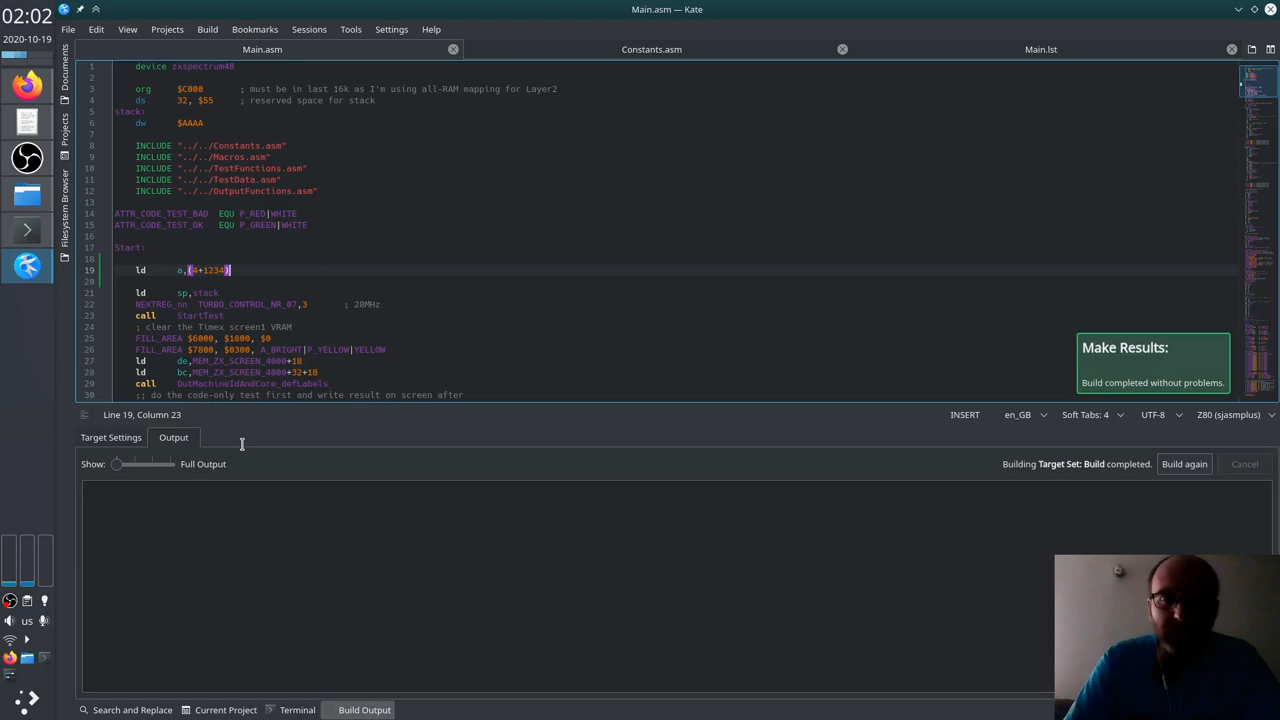 02:02
2020-10-19
Main.asm — Kate
File Edit View Projects Build Bookmarks Sessions Tools Settings Help
Main.asm Constants.asm Main.lst
Documents
Projects
Filesystem Browser
1 device zxspectrum48
2
3 org $C000 ; must be in last 16k as I'm using all-RAM mapping for Layer2
4 ds 32, $55 ; reserved space for stack
5 stack:
6 dw $AAAA
7
8 INCLUDE "../../Constants.asm"
9 INCLUDE "../../Macros.asm"
10 INCLUDE "../../TestFunctions.asm"
11 INCLUDE "../../TestData.asm"
12 INCLUDE "../../OutputFunctions.asm"
13
14 ATTR_CODE_TEST_BAD EQU P_RED|WHITE
15 ATTR_CODE_TEST_OK EQU P_GREEN|WHITE
16
17 Start:
18
19 ld a,(4+1234)
20
21 ld sp,stack
22 NEXTREG_nn TURBO_CONTROL_NR_07,3 ; 28MHz
23 call StartTest
24 ; clear the Timex screen1 VRAM
25 FILL_AREA $6000, $1800, $0
26 FILL_AREA $7800, $0300, A_BRIGHT|P_YELLOW|YELLOW
27 ld de,MEM_ZX_SCREEN_4000+18
28 ld bc,MEM_ZX_SCREEN_4000+32+18
29 call OutMachineIdAndCore_defLabels
30 ;; do the code-only test first and write result on screen after
Make Results:
Build completed without problems.
Line 19, Column 23 INSERT en_GB Soft Tabs: 4 UTF-8 Z80 (sjasmplus)
Target Settings Output
Show: Full Output Building Target Set: Build completed. Build again Cancel
us
Search and Replace Current Project Terminal Build Output